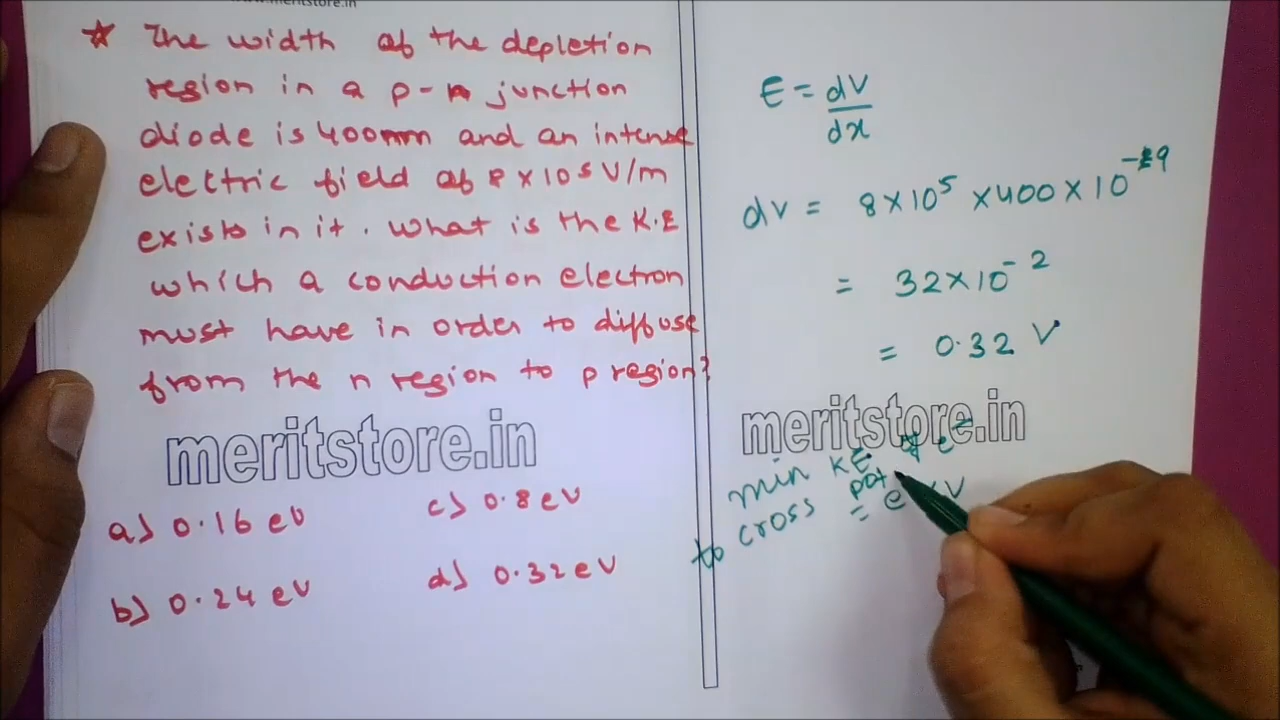 meritstore.in
☆ The width of the depletion
region in a p-n junction
diode is 400nm and an intense
electric field of 8 x 10⁵ V/m
exists in it. What is the K.E
which a conduction electron
must have in order to diffuse
from the n region to p region?
meritstore.in
a) 0.16 eV
b) 0.24 eV
c) 0.8 eV
d) 0.32 eV
E = dV/dx
dv = 8×10⁵ ×400×10⁻⁹
= 32×10⁻²
= 0.32 V
meritstore.in
min KE of e⁻
to cross pot
= e V